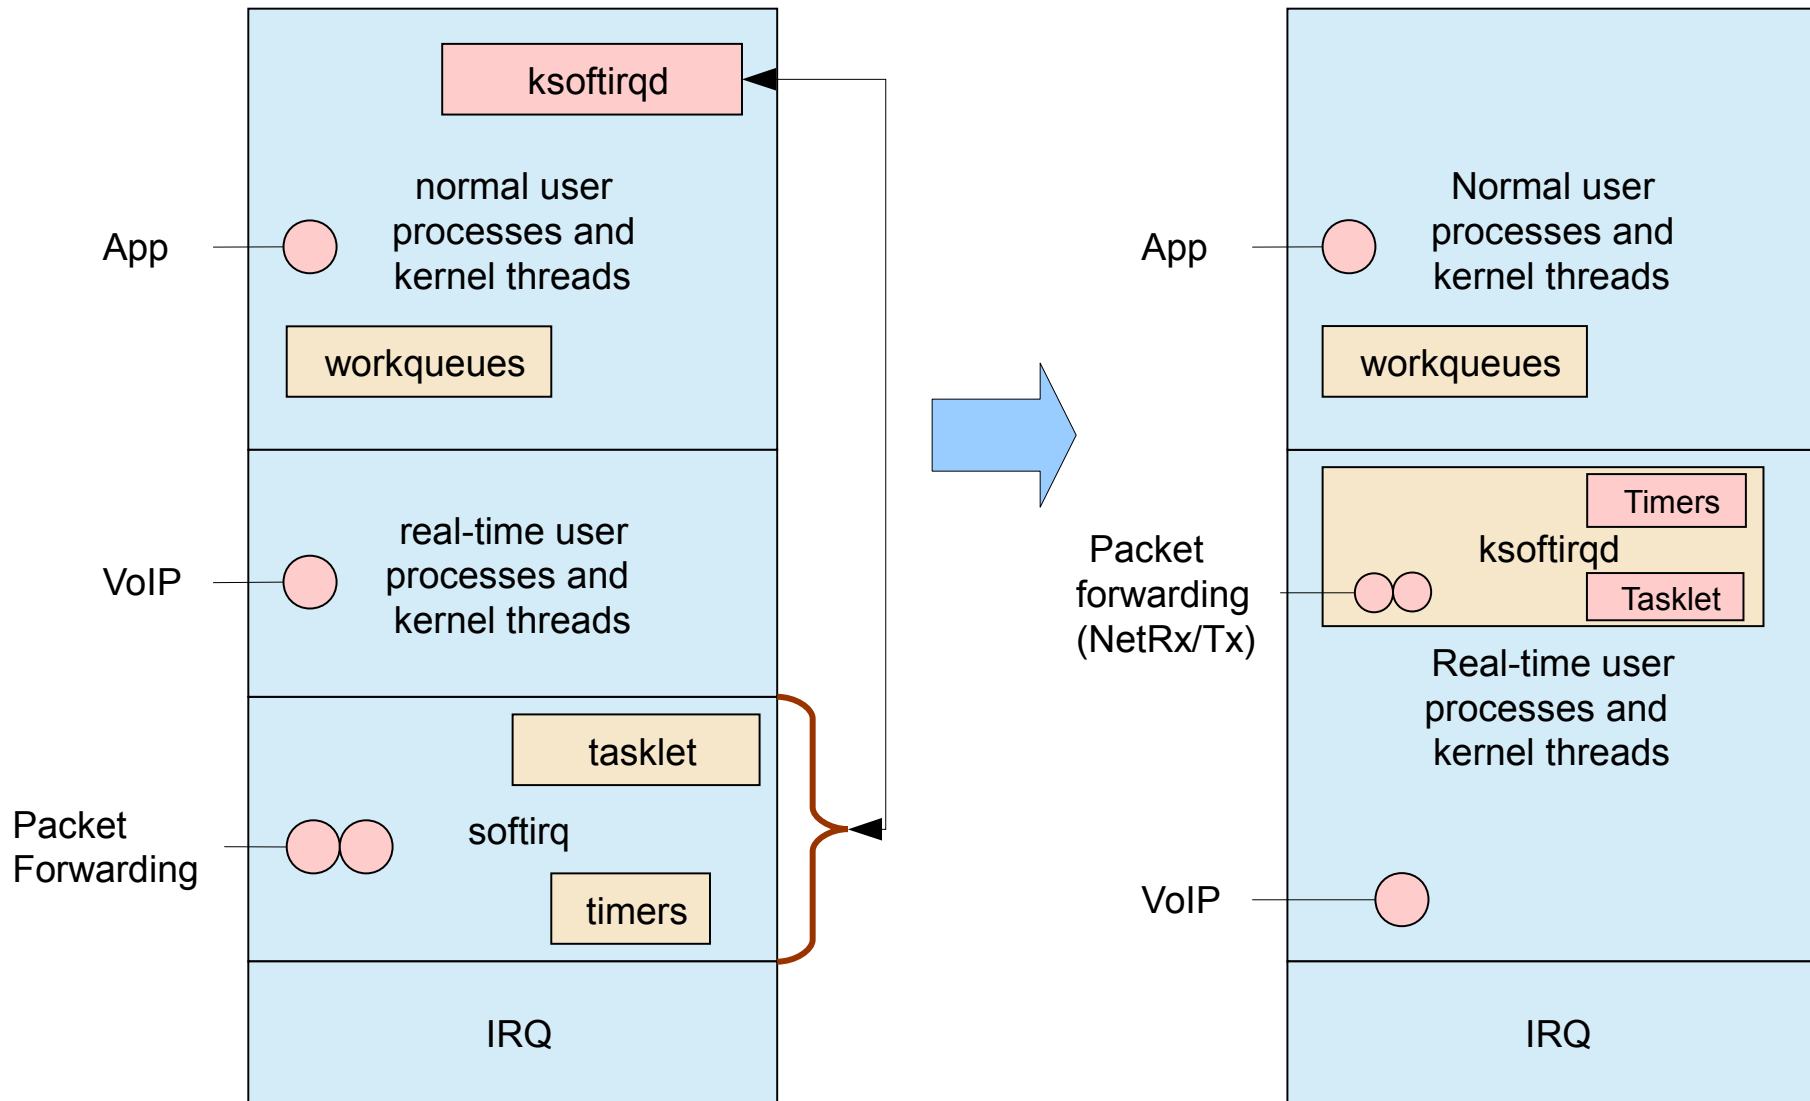 ksoftirqd
normal user
processes and
kernel threads
App
workqueues
real-time user
processes and
kernel threads
VoIP
tasklet
softirq
Packet
Forwarding
timers
IRQ
Normal user
processes and
kernel threads
App
workqueues
Timers
ksoftirqd
Tasklet
Packet
forwarding
(NetRx/Tx)
Real-time user
processes and
kernel threads
VoIP
IRQ